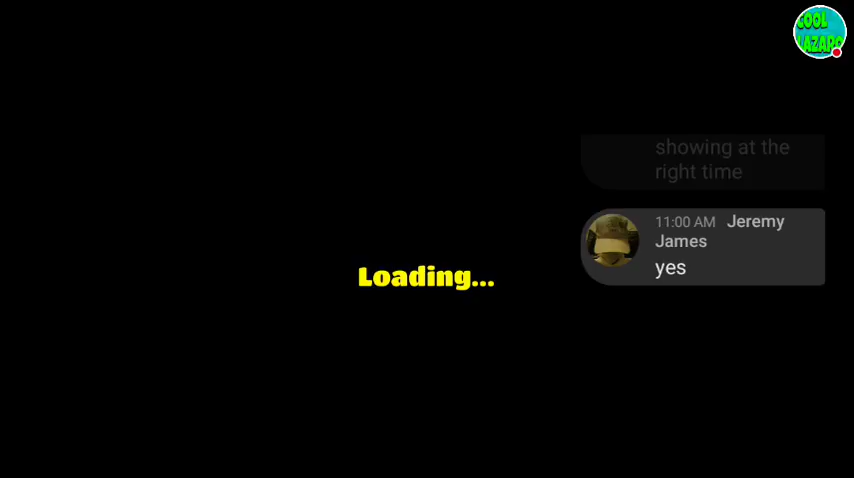 COOL
LAZARO
showing at the
right time
11:00 AM Jeremy
James
yes
Loading...